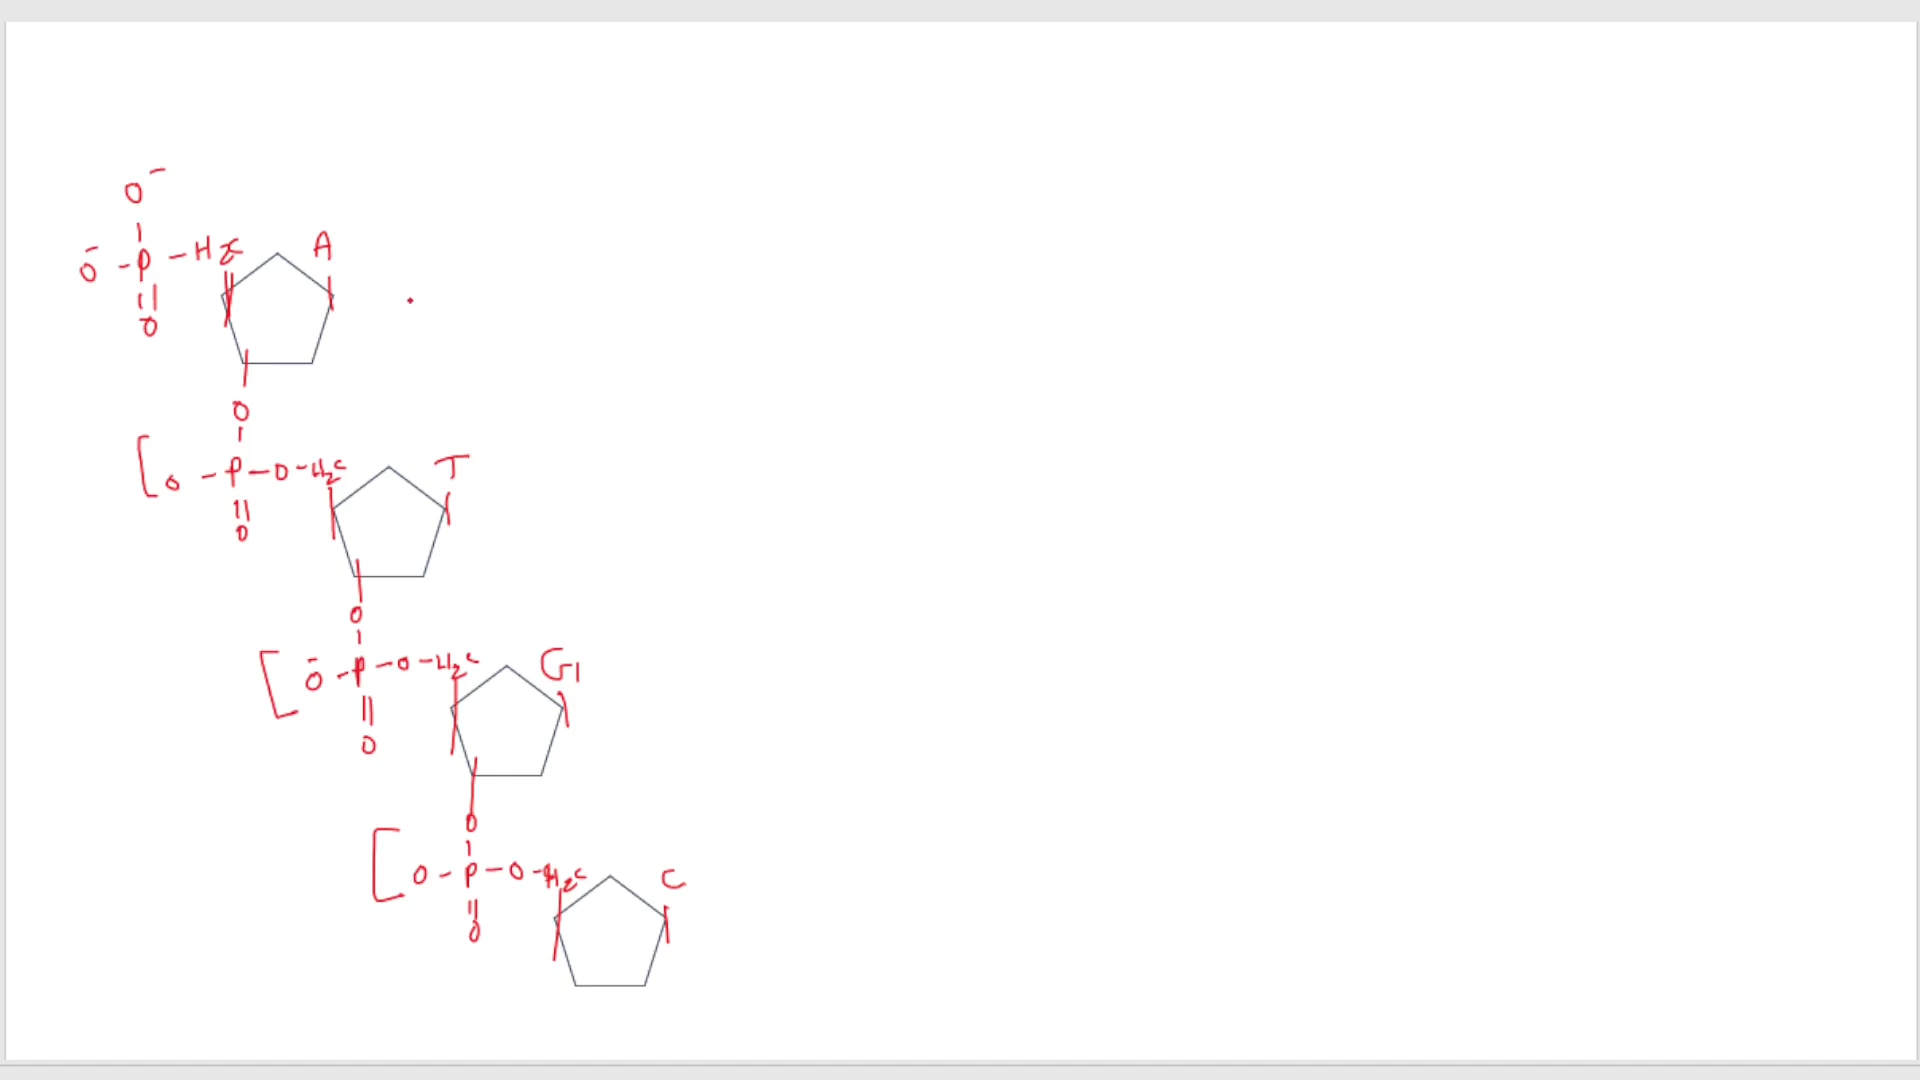 O⁻
O⁻ - P - H₂C A
O
O
O - P - O - H₂C T
O
O
O⁻ - P - O - H₂C G
O
O
O - P - O - H₂C C
O